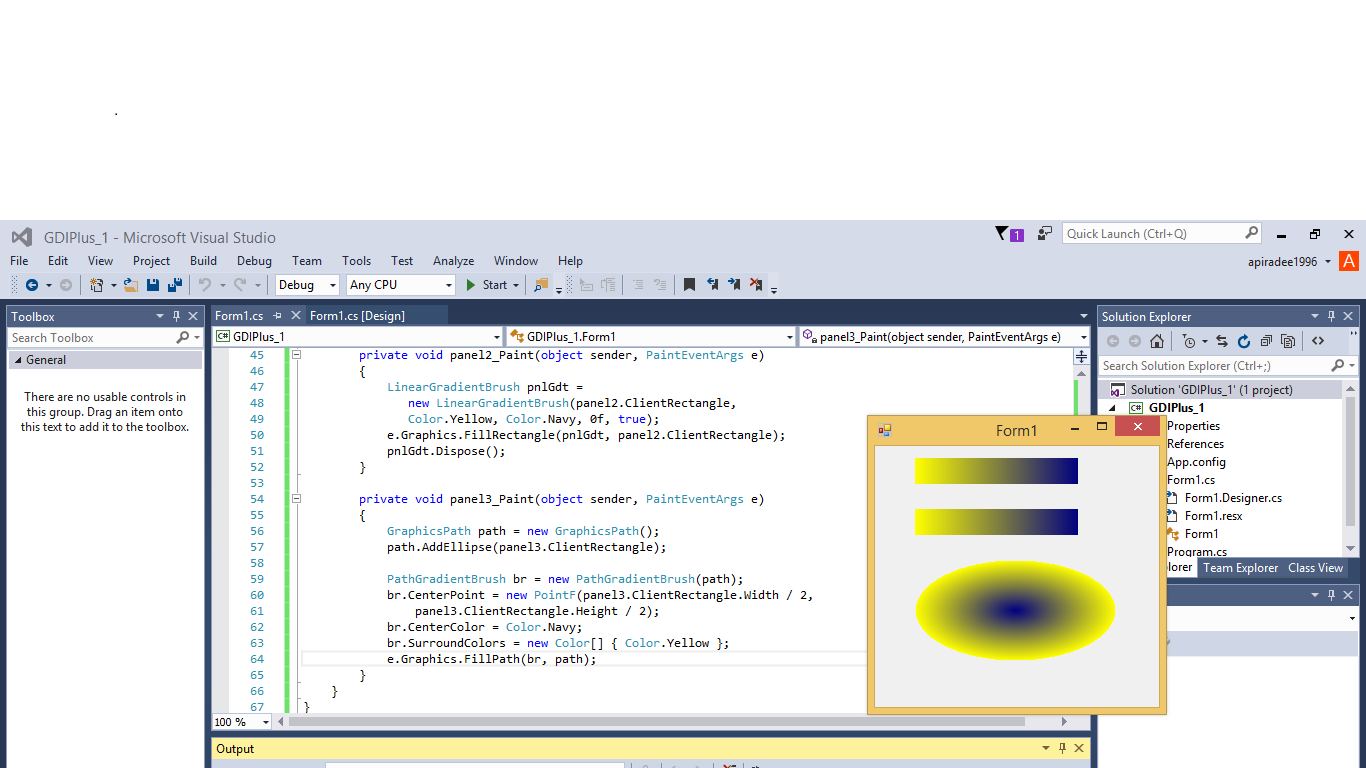 .
GDIPlus_1 - Microsoft Visual Studio
1
Quick Launch (Ctrl+Q)
File Edit View Project Build Debug Team Tools Test Analyze Window Help
apiradee1996 A
Debug Any CPU Start
Toolbox
Search Toolbox
General
There are no usable controls in
this group. Drag an item onto
this text to add it to the toolbox.
Form1.cs Form1.cs [Design]
C# GDIPlus_1 GDIPlus_1.Form1 panel3_Paint(object sender, PaintEventArgs e)
45 private void panel2_Paint(object sender, PaintEventArgs e)
46 {
47 LinearGradientBrush pnlGdt =
48 new LinearGradientBrush(panel2.ClientRectangle,
49 Color.Yellow, Color.Navy, 0f, true);
50 e.Graphics.FillRectangle(pnlGdt, panel2.ClientRectangle);
51 pnlGdt.Dispose();
52 }
53
54 private void panel3_Paint(object sender, PaintEventArgs e)
55 {
56 GraphicsPath path = new GraphicsPath();
57 path.AddEllipse(panel3.ClientRectangle);
58
59 PathGradientBrush br = new PathGradientBrush(path);
60 br.CenterPoint = new PointF(panel3.ClientRectangle.Width / 2,
61 panel3.ClientRectangle.Height / 2);
62 br.CenterColor = Color.Navy;
63 br.SurroundColors = new Color[] { Color.Yellow };
64 e.Graphics.FillPath(br, path);
65 }
66 }
67 }
100 %
Output
Form1
Solution Explorer
Search Solution Explorer (Ctrl+;)
Solution 'GDIPlus_1' (1 project)
C# GDIPlus_1
Properties
References
App.config
Form1.cs
Form1.Designer.cs
Form1.resx
Form1
Program.cs
lorer Team Explorer Class View